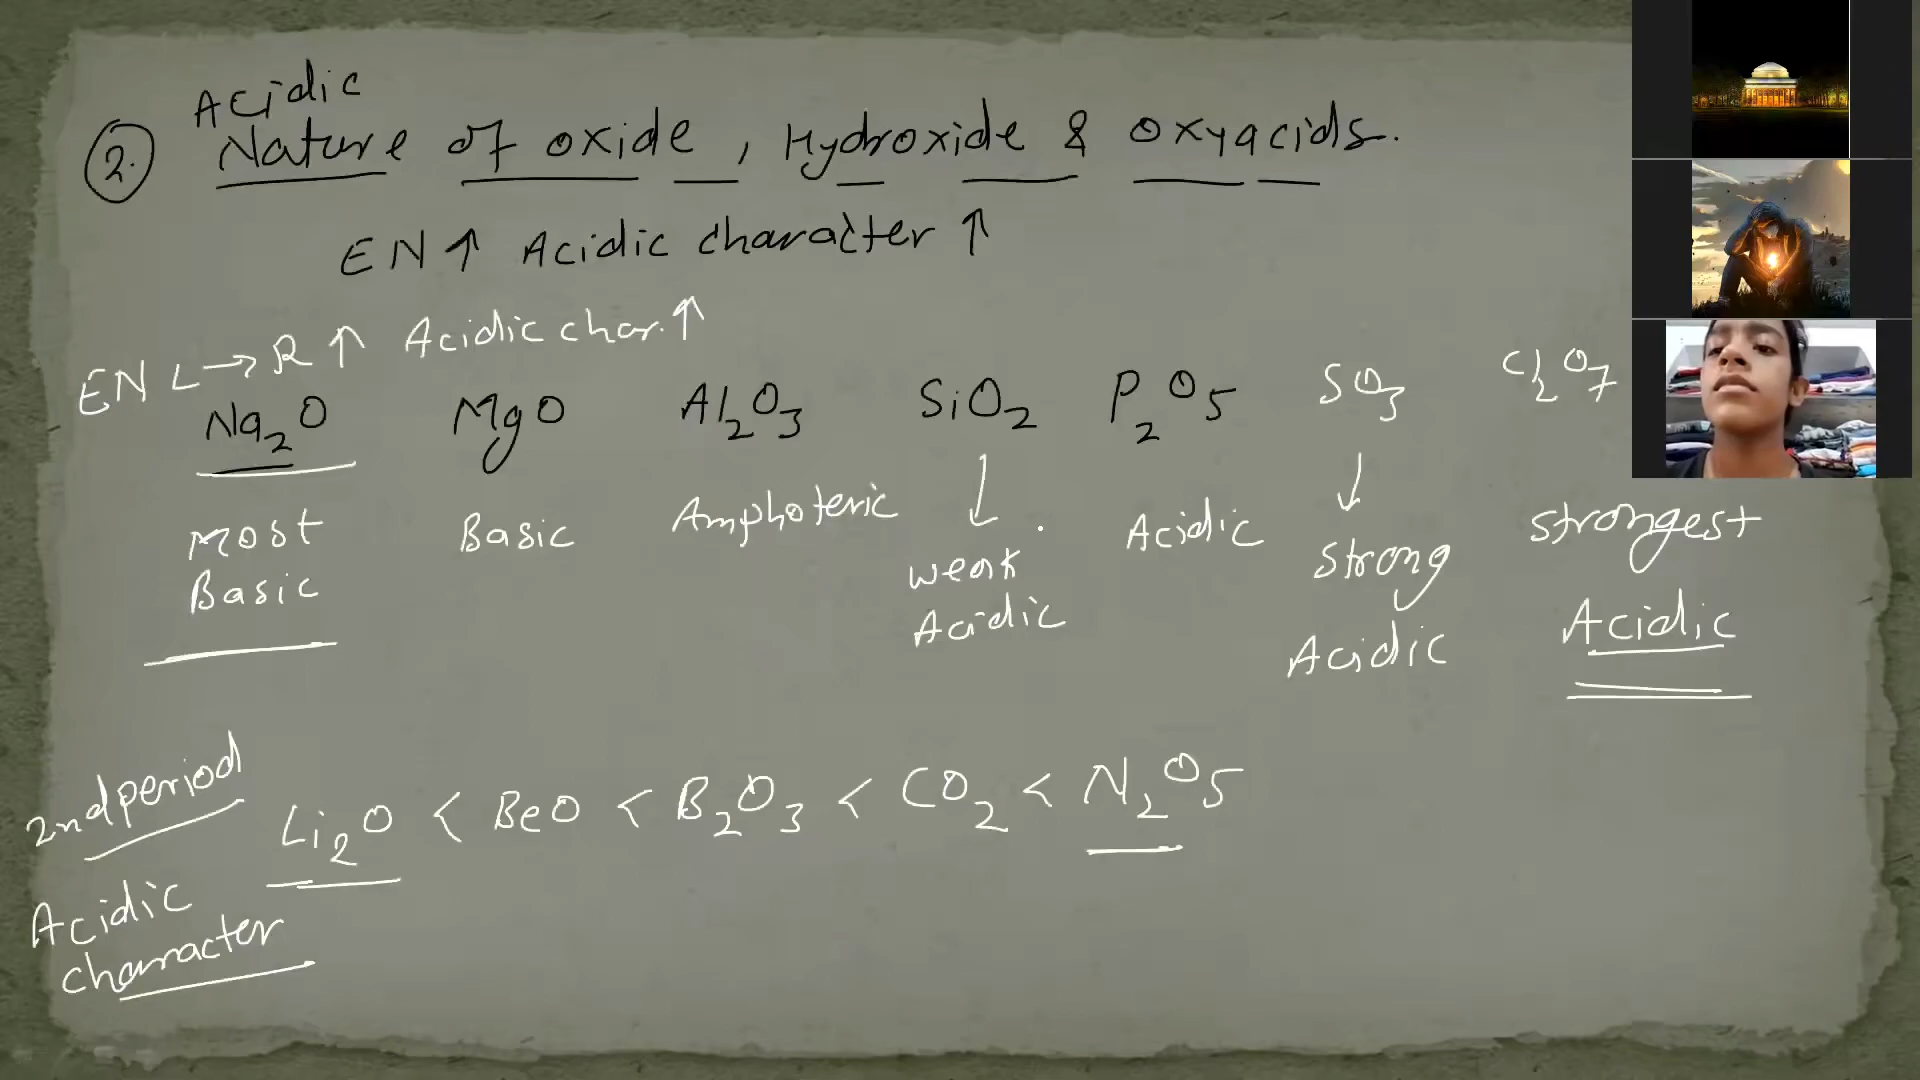 Acidic
2. Nature of oxide, Hydroxide & oxyacids.
EN↑ Acidic character ↑
EN L→R ↑ Acidic char. ↑
Na2O MgO Al2O3 SiO2 P2O5 SO3 Cl2O7
Most Basic Basic Amphoteric ↓ weak Acidic Acidic ↓ Strong Acidic strongest Acidic
2nd period
Li2O < BeO < B2O3 < CO2 < N2O5
Acidic
character